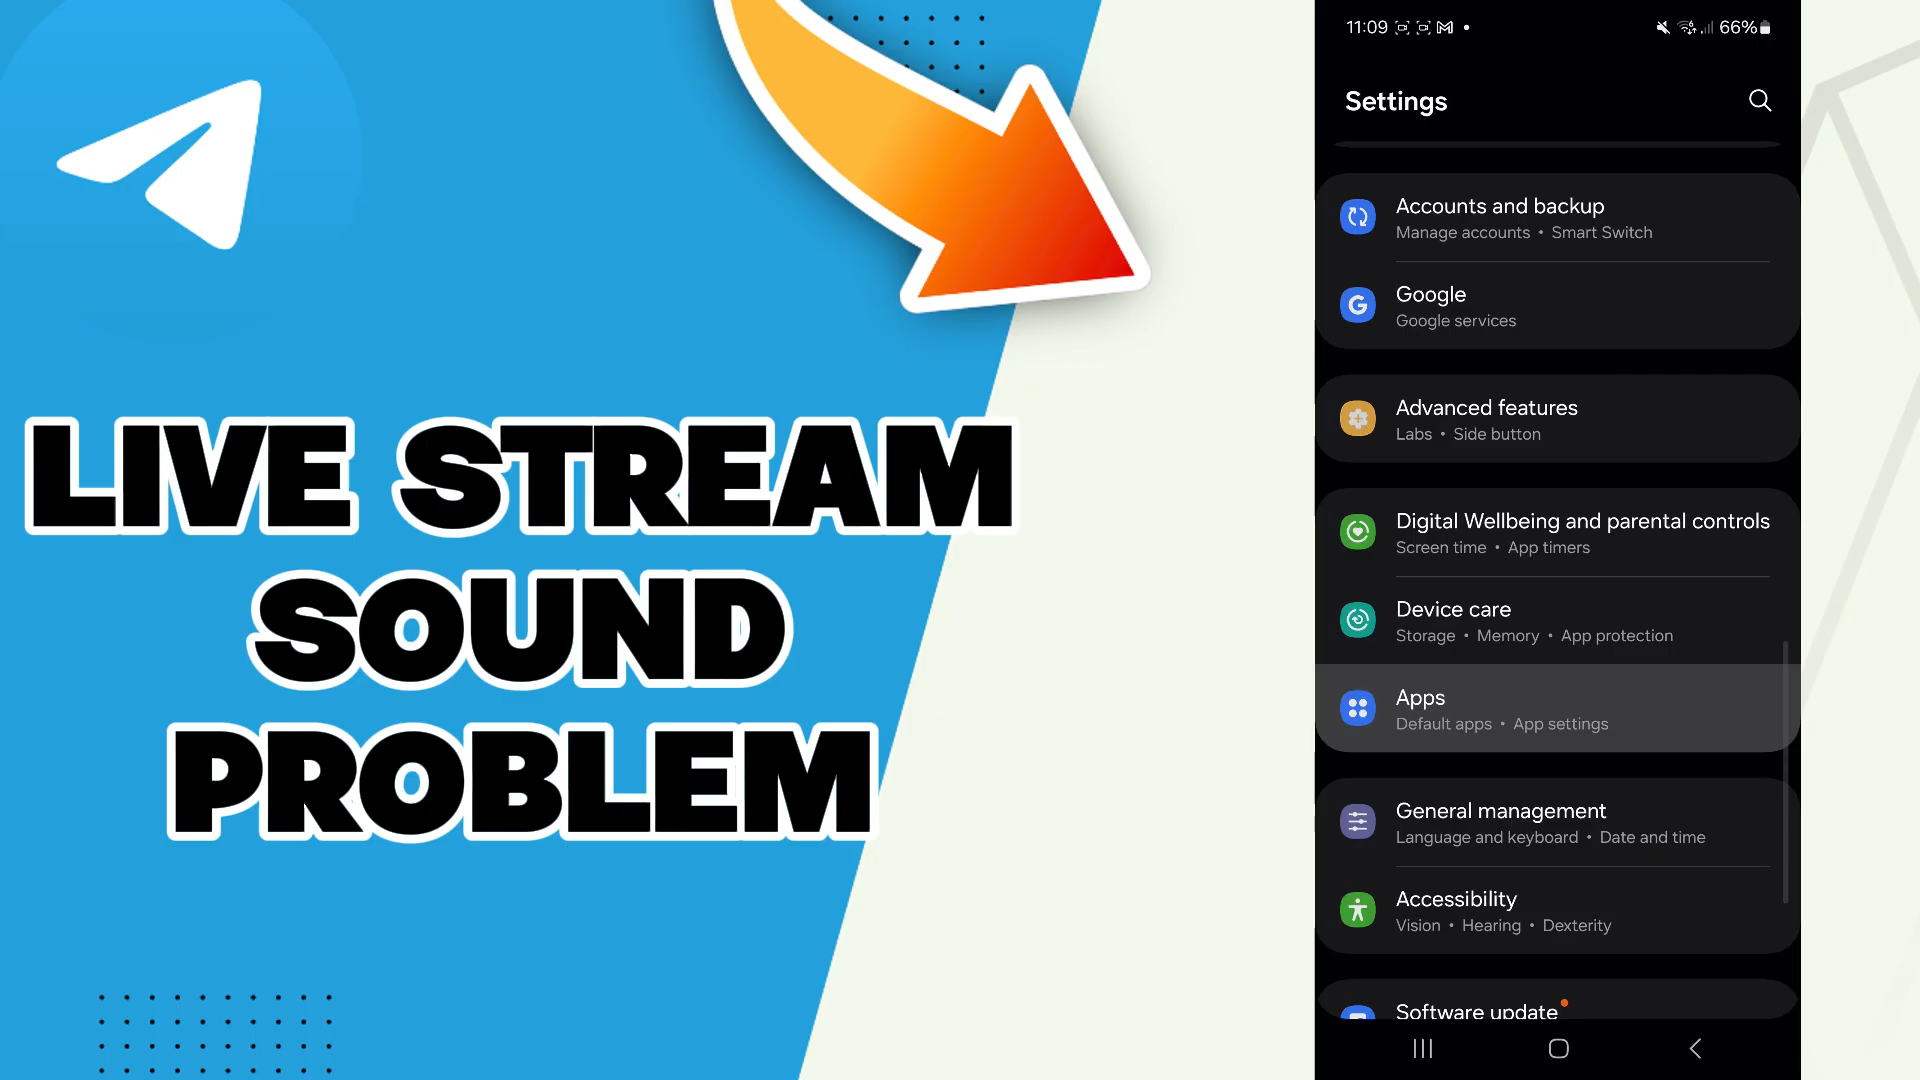 LIVE STREAM
SOUND
PROBLEM
11:09
66%
Settings
Accounts and backup
Manage accounts • Smart Switch
Google
Google services
Advanced features
Labs • Side button
Digital Wellbeing and parental controls
Screen time • App timers
Device care
Storage • Memory • App protection
Apps
Default apps • App settings
General management
Language and keyboard • Date and time
Accessibility
Vision • Hearing • Dexterity
Software update